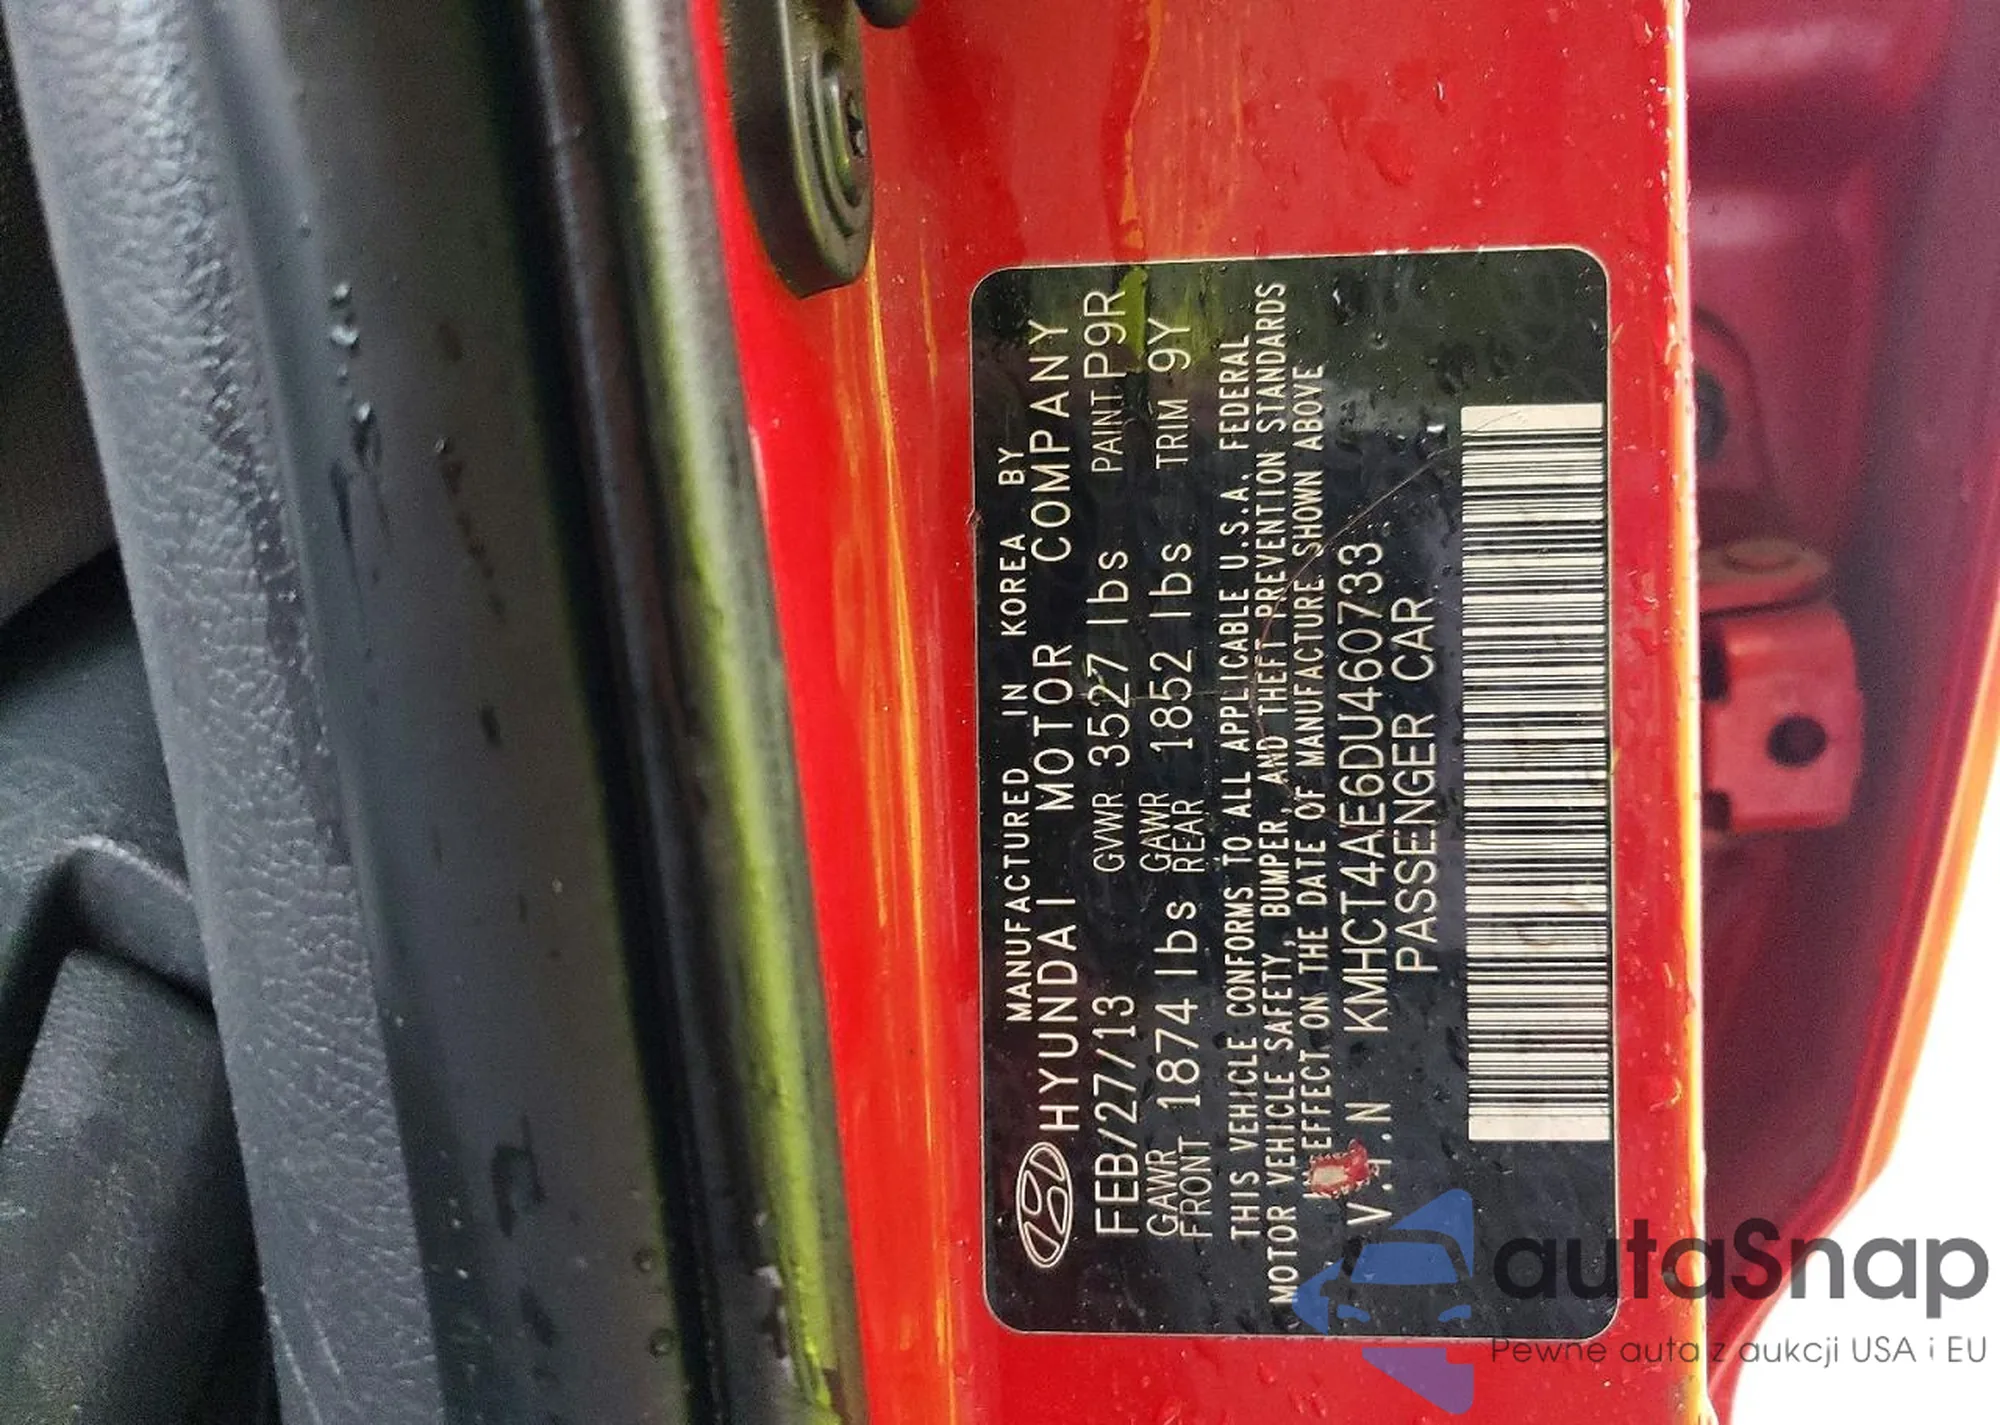 MANUFACTURED IN KOREA BY
HYUNDAI MOTOR COMPANY
FEB/27/13 GVWR 3527 lbs PAINT P9R
GAWR FRONT 1874 lbs GAWR REAR 1852 lbs TRIM 9Y
THIS VEHICLE CONFORMS TO ALL APPLICABLE U.S.A. FEDERAL
MOTOR VEHICLE SAFETY, BUMPER, AND THEFT PREVENTION STANDARDS
EFFECT ON THE DATE OF MANUFACTURE SHOWN ABOVE
V.I.N KMHCT4AE6DU460733
PASSENGER CAR
autaSnap
Pewne auta z aukcji USA i EU